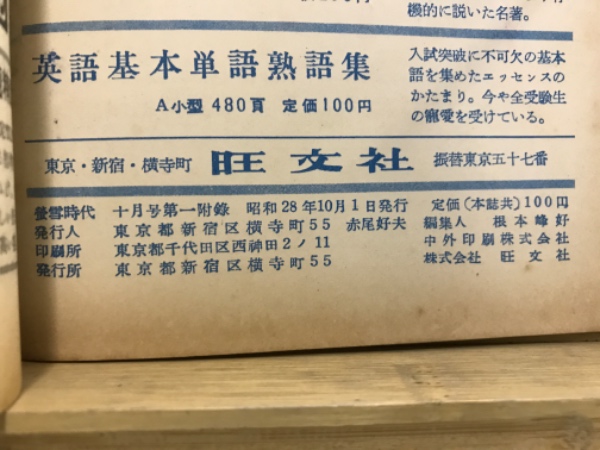 機的に説いた名著。
英語基本単語熟語集
A小型 480頁 定価100円
入試突破に不可欠の基本
語を集めたエッセンスの
かたまり。今や全受験生
の寵愛を受けている。
東京・新宿・横寺町 旺文社 振替東京五十七番
螢雪時代 十月号第一附錄 昭和28年10月1日発行 定価(本誌共)100円
発行人 東京都新宿区横寺町55 赤尾好夫 編集人 根本峰好
印刷所 東京都千代田区西神田2ノ11 中外印刷株式会社
発行所 東京都新宿区横寺町55 株式会社 旺文社